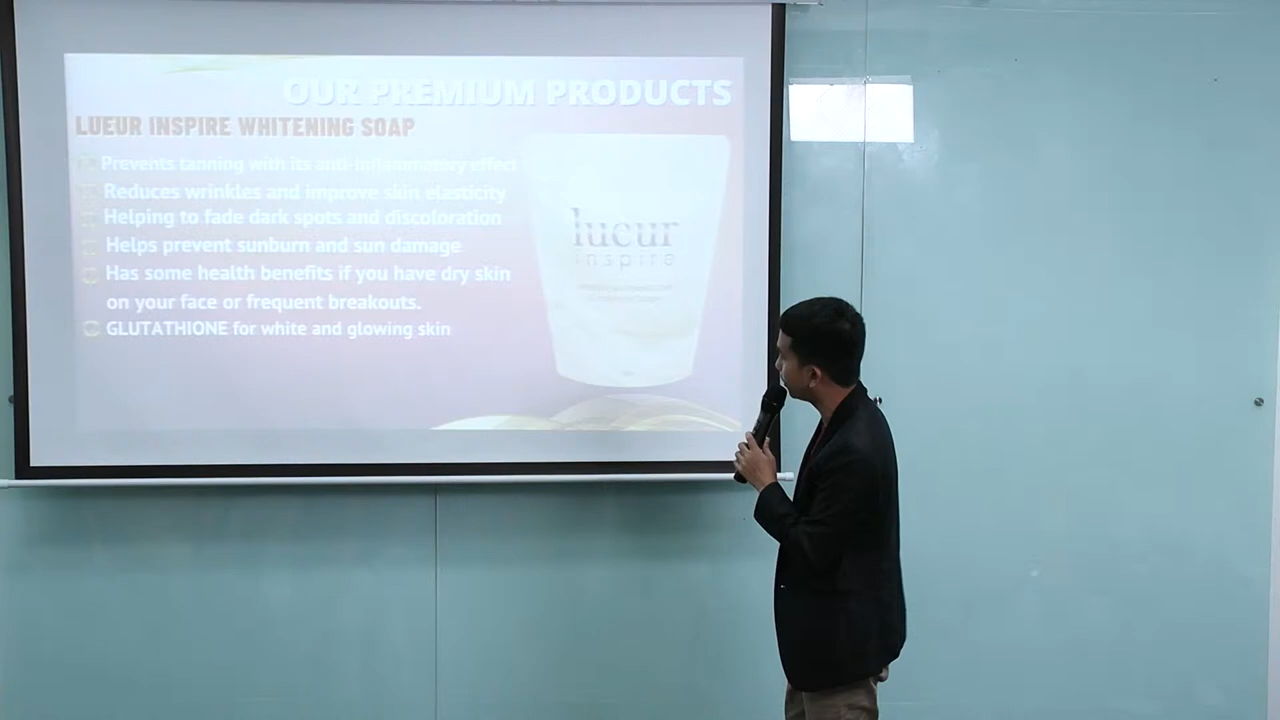 OUR PREMIUM PRODUCTS
LUEUR INSPIRE WHITENING SOAP
Prevents tanning with its anti-inflammatory effect
Reduces wrinkles and improve skin elasticity
Helping to fade dark spots and discoloration
Helps prevent sunburn and sun damage
Has some health benefits if you have dry skin
on your face or frequent breakouts.
GLUTATHIONE for white and glowing skin
lueur
inspire